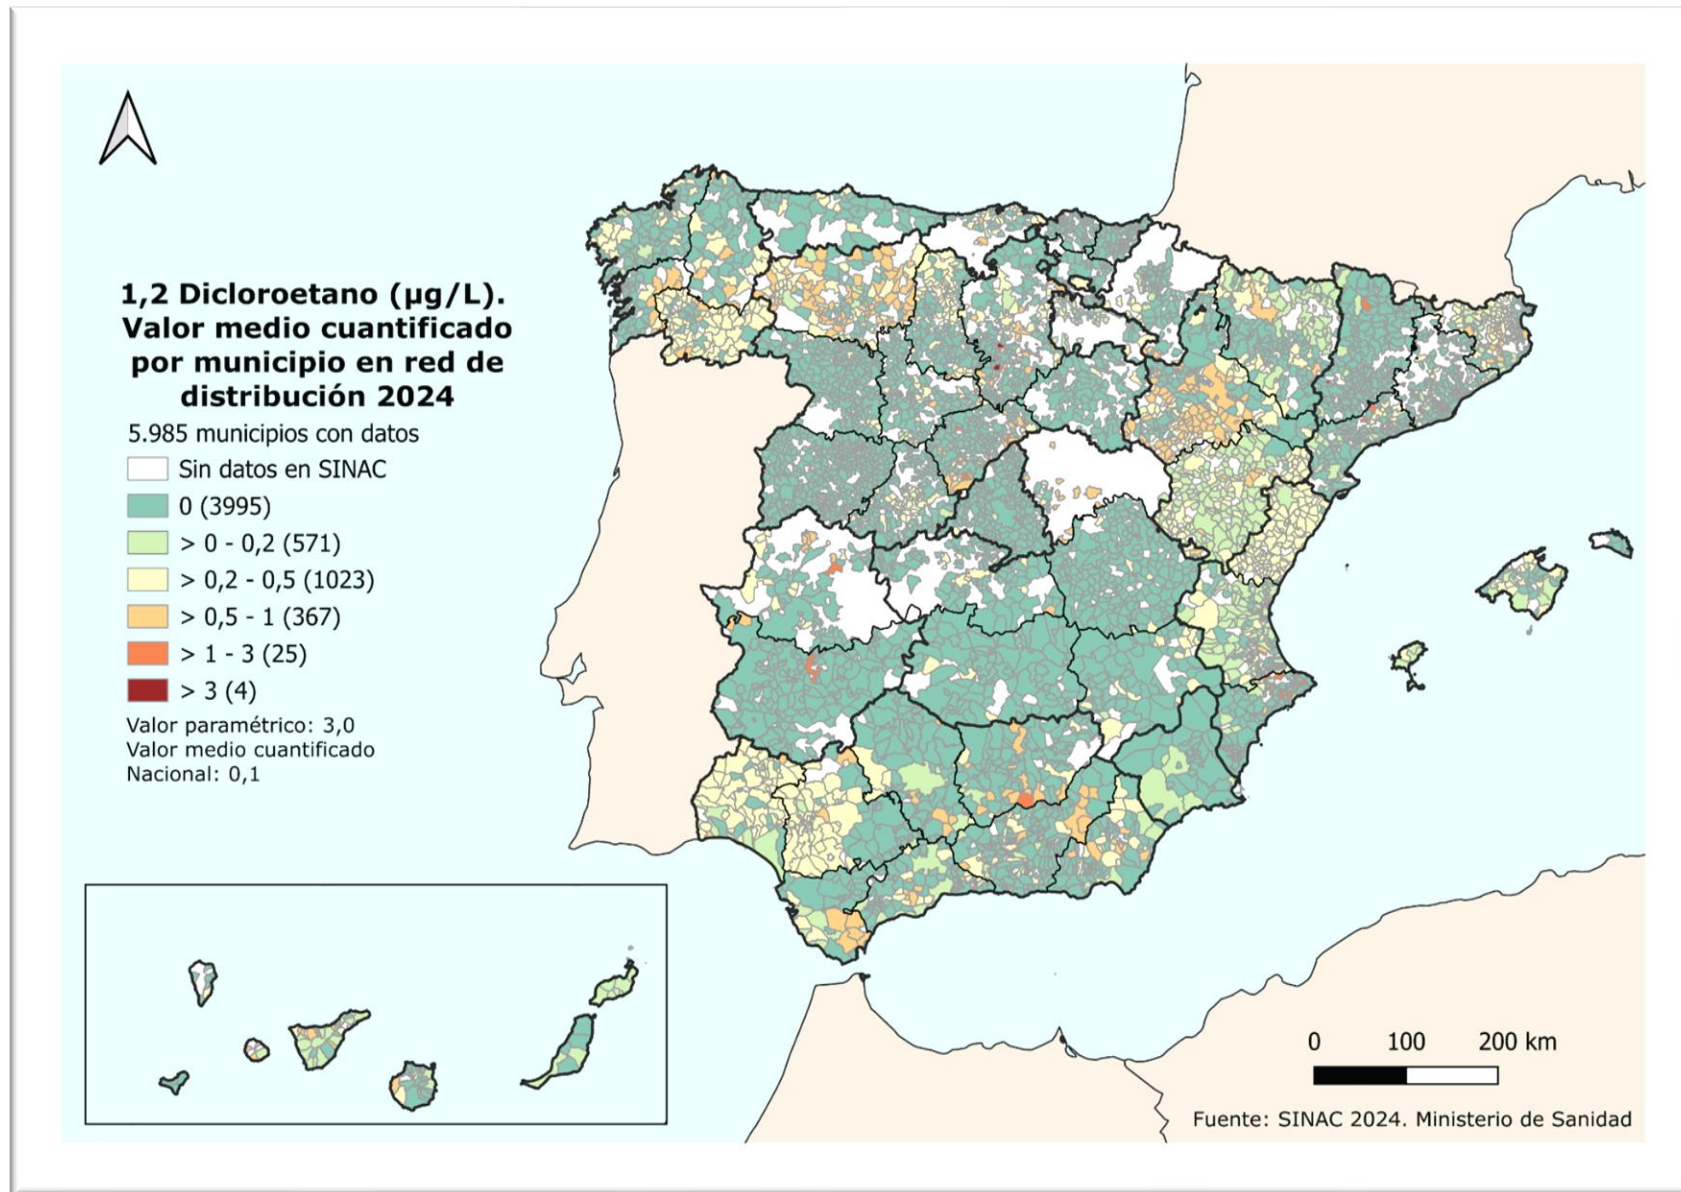 1,2 Dicloroetano (µg/L).
Valor medio cuantificado
por municipio en red de
distribución 2024
5.985 municipios con datos
Sin datos en SINAC
0 (3995)
> 0 - 0,2 (571)
> 0,2 - 0,5 (1023)
> 0,5 - 1 (367)
> 1 - 3 (25)
> 3 (4)
Valor paramétrico: 3,0
Valor medio cuantificado
Nacional: 0,1
0 100 200 km
Fuente: SINAC 2024. Ministerio de Sanidad